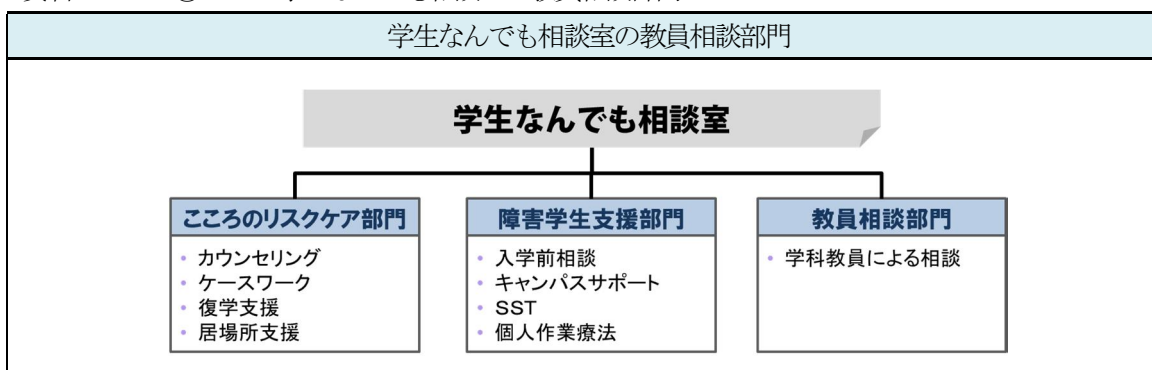 学生なんでも相談室の教員相談部門
学生なんでも相談室
こころのリスクケア部門
・カウンセリング
・ケースワーク
・復学支援
・居場所支援
障害学生支援部門
・入学前相談
・キャンパスサポート
・SST
・個人作業療法
教員相談部門
・学科教員による相談